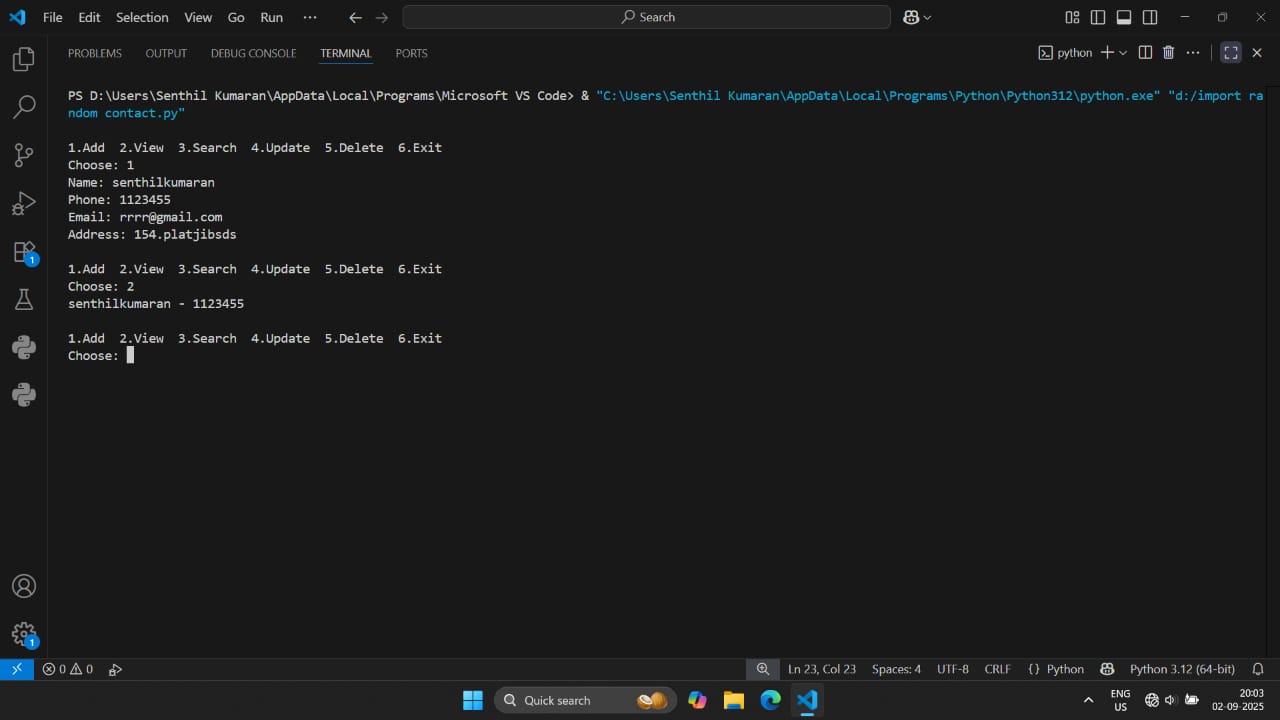 File Edit Selection View Go Run ··· Search
PROBLEMS OUTPUT DEBUG CONSOLE TERMINAL PORTS python
PS D:\Users\Senthil Kumaran\AppData\Local\Programs\Microsoft VS Code> & "C:\Users\Senthil Kumaran\AppData\Local\Programs\Python\Python312\python.exe" "d:/import ra
ndom contact.py"
1.Add 2.View 3.Search 4.Update 5.Delete 6.Exit
Choose: 1
Name: senthilkumaran
Phone: 1123455
Email: rrrr@gmail.com
Address: 154.platjibsds
1.Add 2.View 3.Search 4.Update 5.Delete 6.Exit
Choose: 2
senthilkumaran - 1123455
1.Add 2.View 3.Search 4.Update 5.Delete 6.Exit
Choose:
1
1
0 0 Ln 23, Col 23 Spaces: 4 UTF-8 CRLF {} Python Python 3.12 (64-bit)
Quick search ENG 20:03
US 02-09-2025